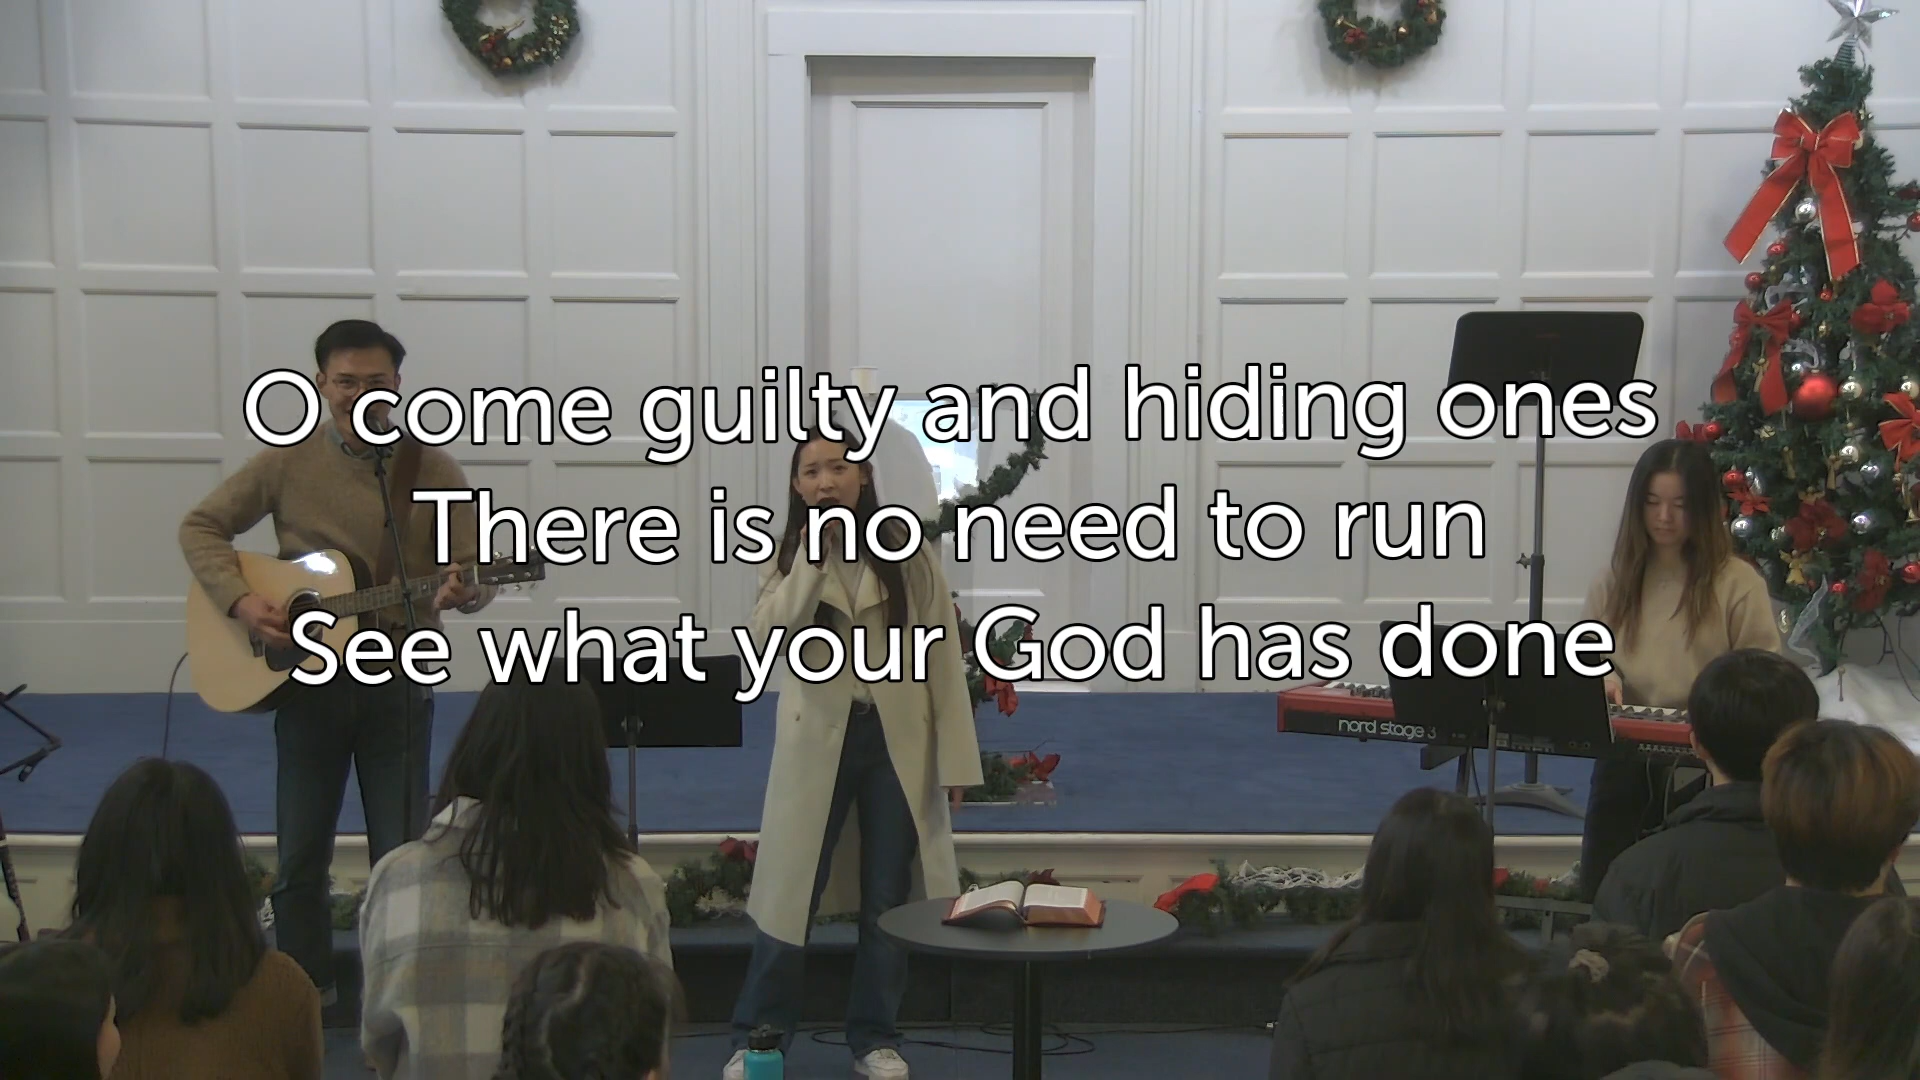 O come guilty and hiding ones
There is no need to run
See what your God has done
nord stage 3